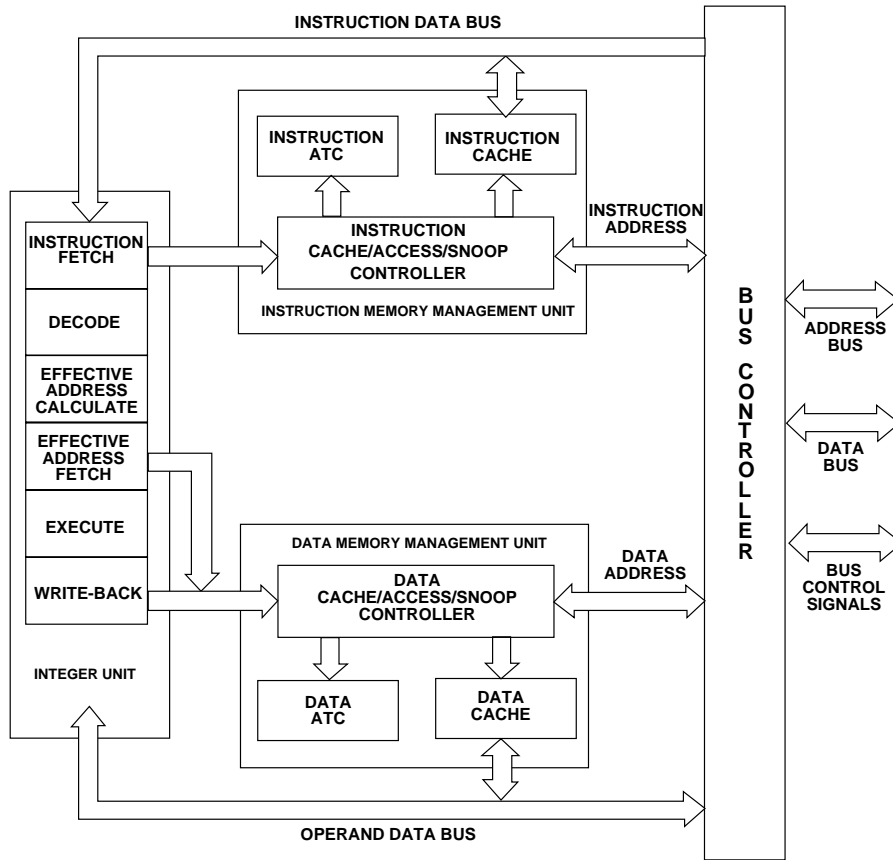 INSTRUCTION DATA BUS
INSTRUCTION
ATC
INSTRUCTION
CACHE
INSTRUCTION
CACHE/ACCESS/SNOOP
CONTROLLER
INSTRUCTION MEMORY MANAGEMENT UNIT
INSTRUCTION
ADDRESS
INSTRUCTION
FETCH
DECODE
EFFECTIVE
ADDRESS
CALCULATE
EFFECTIVE
ADDRESS
FETCH
EXECUTE
WRITE-BACK
INTEGER UNIT
DATA MEMORY MANAGEMENT UNIT
DATA
CACHE/ACCESS/SNOOP
CONTROLLER
DATA
ATC
DATA
CACHE
DATA
ADDRESS
OPERAND DATA BUS
BUS CONTROLLER
ADDRESS
BUS
DATA
BUS
BUS
CONTROL
SIGNALS